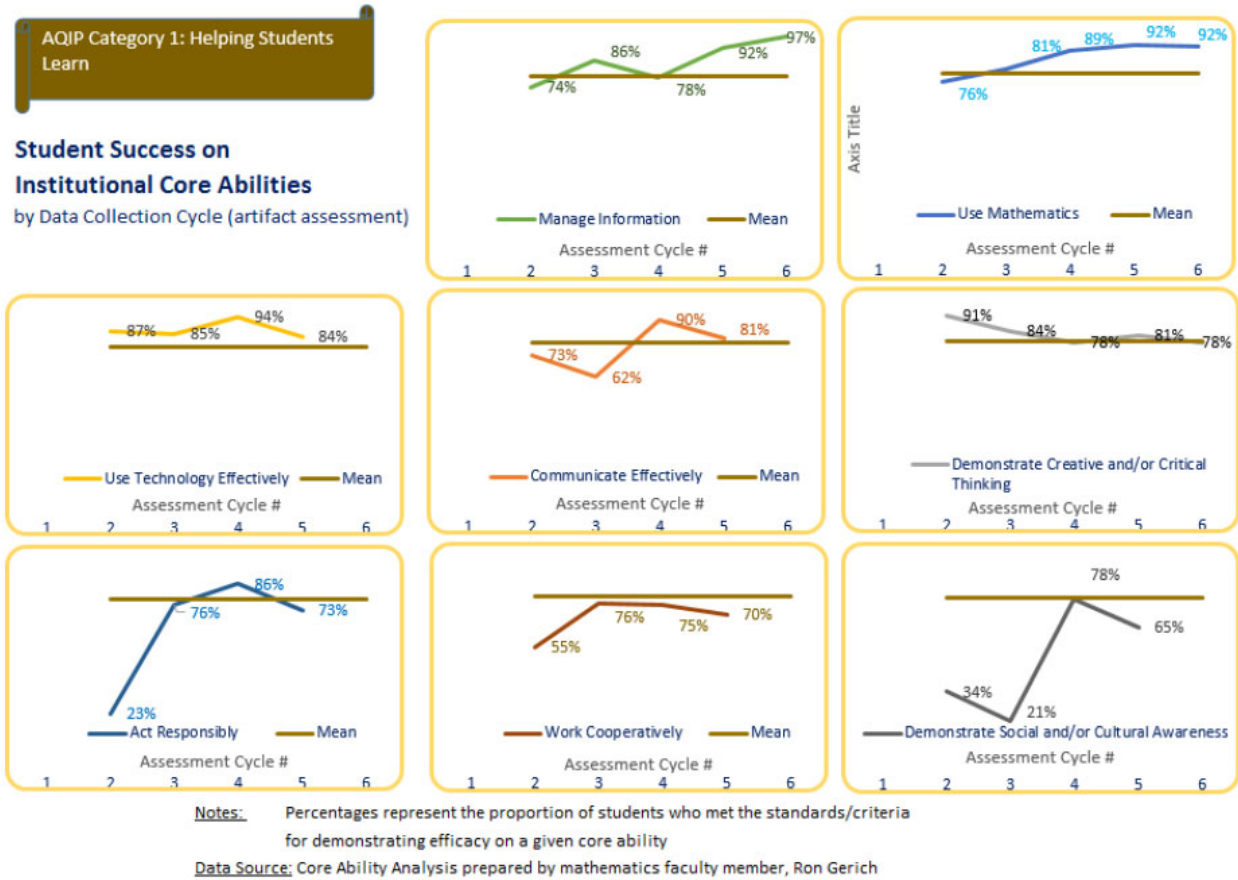 AQIP Category 1: Helping Students
Learn
Student Success on
Institutional Core Abilities
by Data Collection Cycle (artifact assessment)
97%
86%
92%
74%
78%
Manage Information
Mean
Assessment Cycle #
1 2 3 4 5 6
81% 89% 92% 92%
76%
Axis Title
Use Mathematics
Mean
Assessment Cycle #
1 2 3 4 5 6
94%
87% 85% 84%
Use Technology Effectively
Mean
Assessment Cycle #
1 2 3 4 5 6
90%
81%
73%
62%
Communicate Effectively
Mean
Assessment Cycle #
1 2 3 4 5 6
91%
84%
78% 81% 78%
Demonstrate Creative and/or Critical
Thinking
Assessment Cycle #
1 2 3 4 5 6
86%
76% 73%
23%
Act Responsibly
Mean
Assessment Cycle #
1 2 3 4 5 6
76% 75% 70%
55%
Work Cooperatively
Mean
Assessment Cycle #
1 2 3 4 5 6
78%
65%
34%
21%
Demonstrate Social and/or Cultural Awareness
Assessment Cycle #
1 2 3 4 5 6
Notes: Percentages represent the proportion of students who met the standards/criteria
for demonstrating efficacy on a given core ability
Data Source: Core Ability Analysis prepared by mathematics faculty member, Ron Gerich